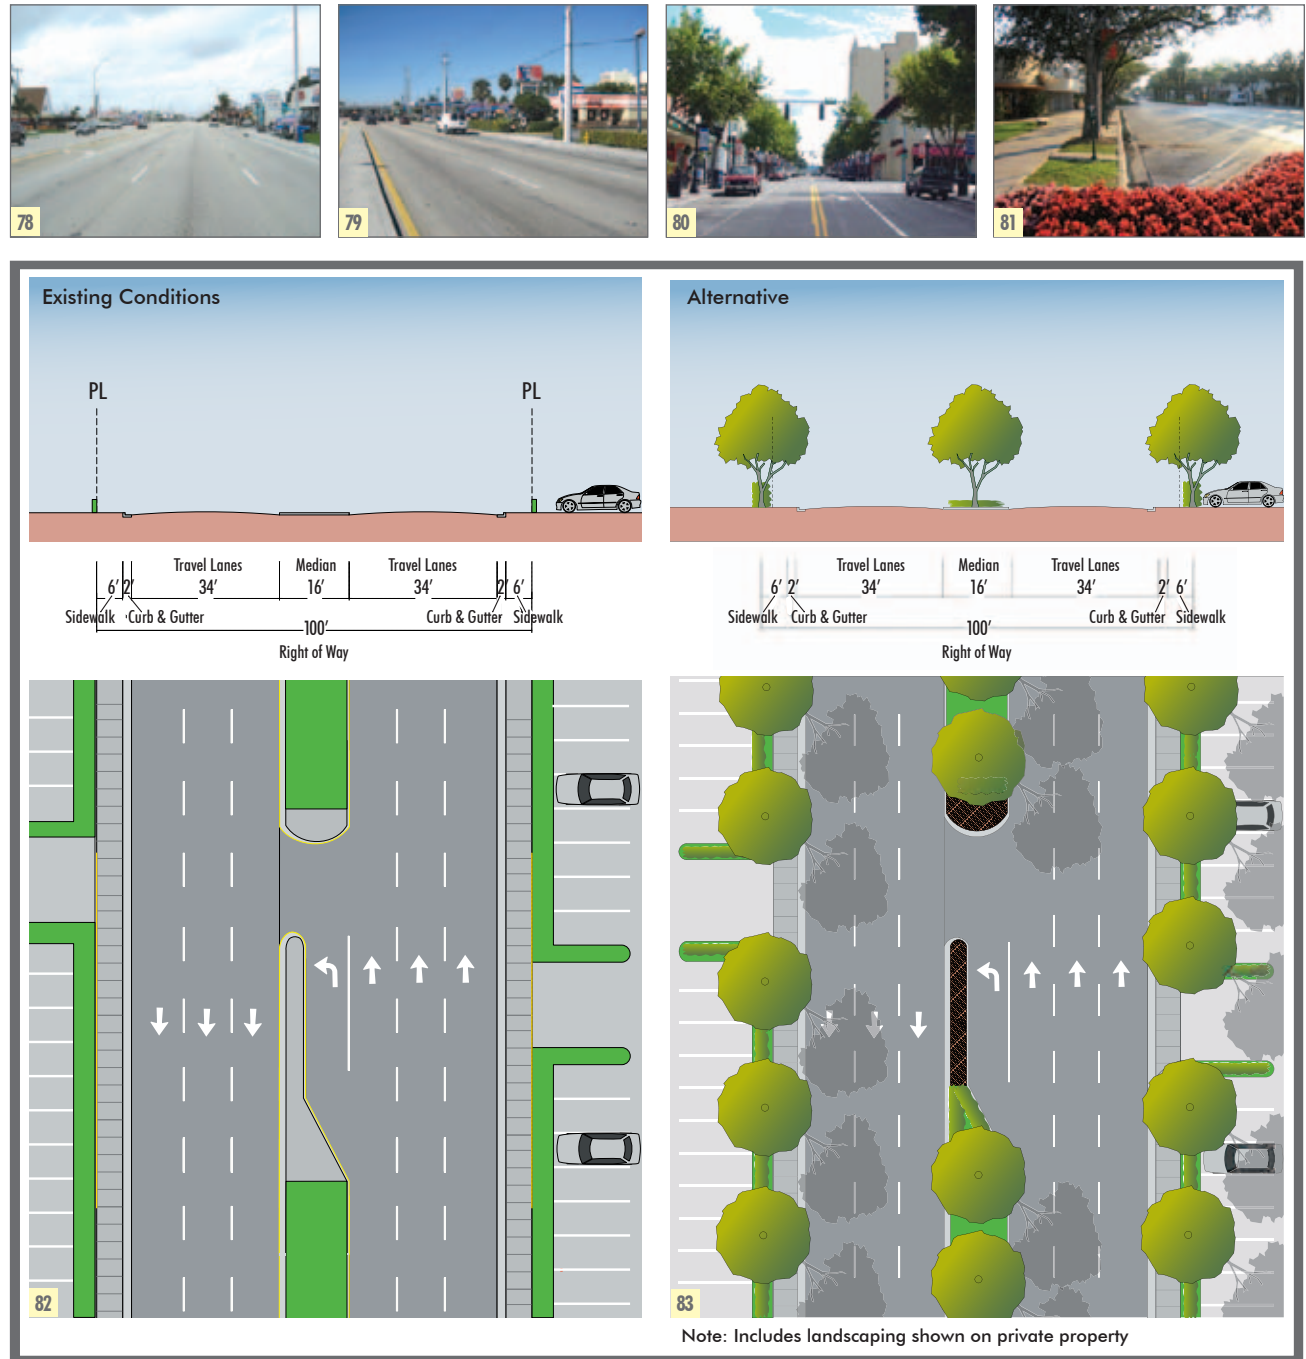 78
79
80
81
Existing Conditions
PL
PL
Travel Lanes
Median
Travel Lanes
6′
2′
34′
16′
34′
2′
6′
Sidewalk
Curb & Gutter
Curb & Gutter
Sidewalk
100′
Right of Way
82
Alternative
Travel Lanes
Median
Travel Lanes
6′
2′
34′
16′
34′
2′
6′
Sidewalk
Curb & Gutter
Curb & Gutter
Sidewalk
100′
Right of Way
83
Note: Includes landscaping shown on private property